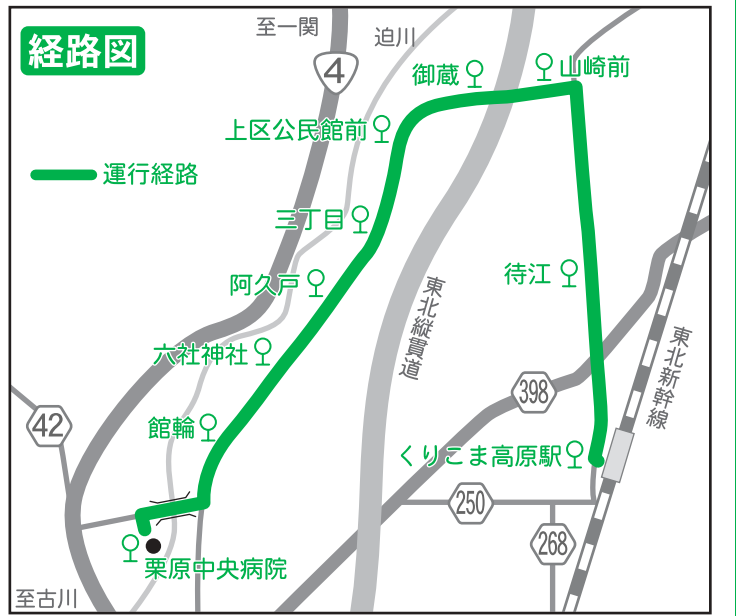 至一関
迫川
経路図
4
御蔵
山崎前
上区公民館前
運行経路
三丁目
待江
阿久戸
東北縦貫道
六社神社
東北新幹線
398
42
館輪
くりこま高原駅
250
268
栗原中央病院
至古川